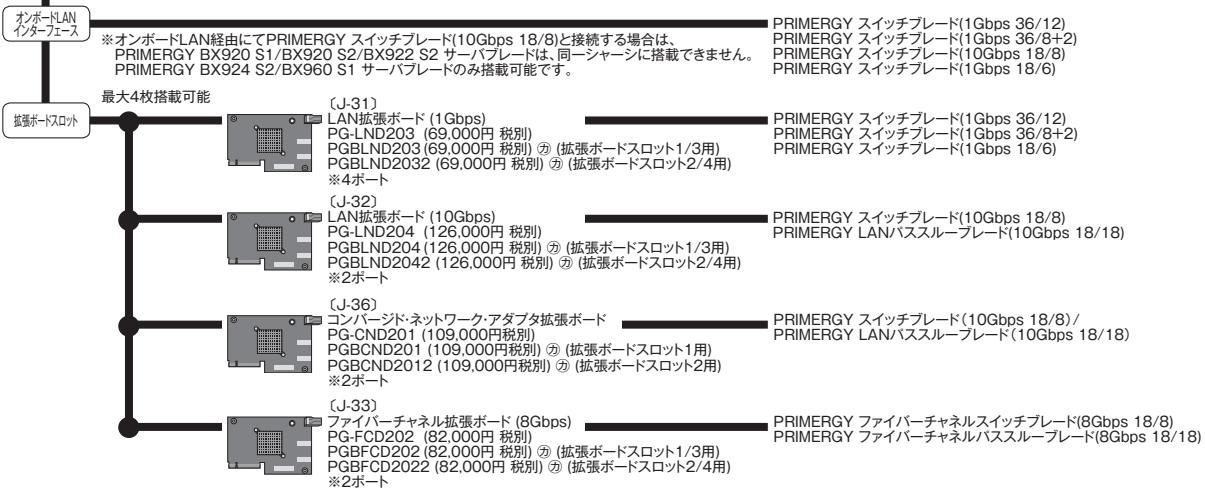 オンボードLAN
インターフェース
※オンボードLAN経由にてPRIMERGY スイッチブレード(10Gbps 18/8)と接続する場合は、
PRIMERGY BX920 S1/BX920 S2/BX922 S2 サーバブレードは、同一シャーシに搭載できません。
PRIMERGY BX924 S2/BX960 S1 サーバブレードのみ搭載可能です。
PRIMERGY スイッチブレード(1Gbps 36/12)
PRIMERGY スイッチブレード(1Gbps 36/8+2)
PRIMERGY スイッチブレード(10Gbps 18/8)
PRIMERGY スイッチブレード(1Gbps 18/6)
拡張ボードスロット
最大4枚搭載可能
〔J-31〕
LAN拡張ボード (1Gbps)
PG-LND203 (69,000円 税別)
PGBLND203 (69,000円 税別) ㋕ (拡張ボードスロット1/3用)
PGBLND2032 (69,000円 税別) ㋕ (拡張ボードスロット2/4用)
※4ポート
PRIMERGY スイッチブレード(1Gbps 36/12)
PRIMERGY スイッチブレード(1Gbps 36/8+2)
PRIMERGY スイッチブレード(1Gbps 18/6)
〔J-32〕
LAN拡張ボード (10Gbps)
PG-LND204 (126,000円 税別)
PGBLND204 (126,000円 税別) ㋕ (拡張ボードスロット1/3用)
PGBLND2042 (126,000円 税別) ㋕ (拡張ボードスロット2/4用)
※2ポート
PRIMERGY スイッチブレード(10Gbps 18/8)
PRIMERGY LANパススルーブレード(10Gbps 18/18)
〔J-36〕
コンバージド・ネットワーク・アダプタ拡張ボード
PG-CND201 (109,000円税別)
PGBCND201 (109,000円税別) ㋕ (拡張ボードスロット1用)
PGBCND2012 (109,000円税別) ㋕ (拡張ボードスロット2用)
※2ポート
PRIMERGY スイッチブレード(10Gbps 18/8)/
PRIMERGY LANパススルーブレード(10Gbps 18/18)
〔J-33〕
ファイバーチャネル拡張ボード (8Gbps)
PG-FCD202 (82,000円 税別)
PGBFCD202 (82,000円 税別) ㋕ (拡張ボードスロット1/3用)
PGBFCD2022 (82,000円 税別) ㋕ (拡張ボードスロット2/4用)
※2ポート
PRIMERGY ファイバーチャネルスイッチブレード(8Gbps 18/8)
PRIMERGY ファイバーチャネルパススルーブレード(8Gbps 18/18)